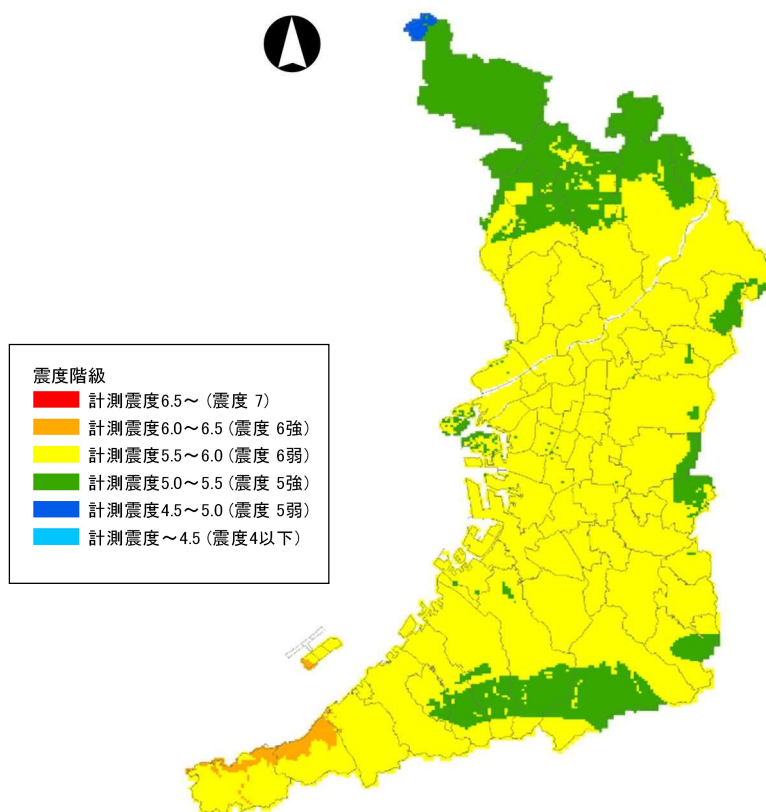 震度階級
計測震度6.5～ (震度 7)
計測震度6.0～6.5 (震度 6強)
計測震度5.5～6.0 (震度 6弱)
計測震度5.0～5.5 (震度 5強)
計測震度4.5～5.0 (震度 5弱)
計測震度～4.5 (震度4以下)